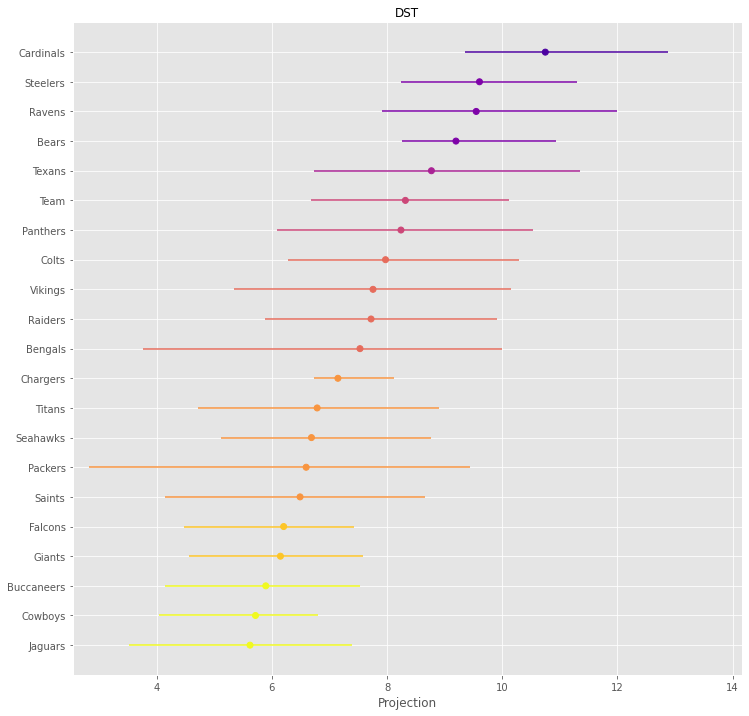 DST
Cardinals
Steelers
Ravens
Bears
Texans
Team
Panthers
Colts
Vikings
Raiders
Bengals
Chargers
Titans
Seahawks
Packers
Saints
Falcons
Giants
Buccaneers
Cowboys
Jaguars
4 6 8 10 12 14
Projection